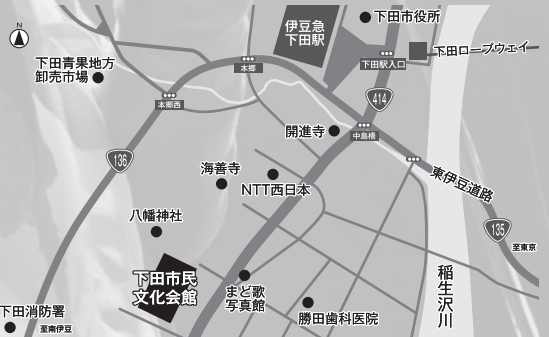 N
伊豆急
下田駅
下田市役所
下田ロープウェイ
下田駅入口
下田青果地方
卸売市場
本郷
本郷西
414
中島橋
開進寺
136
海善寺
NTT西日本
東伊豆道路
135
至東京
八幡神社
下田市民
文化会館
まど歌
写真館
勝田歯科医院
稲生沢川
下田消防署
至南伊豆